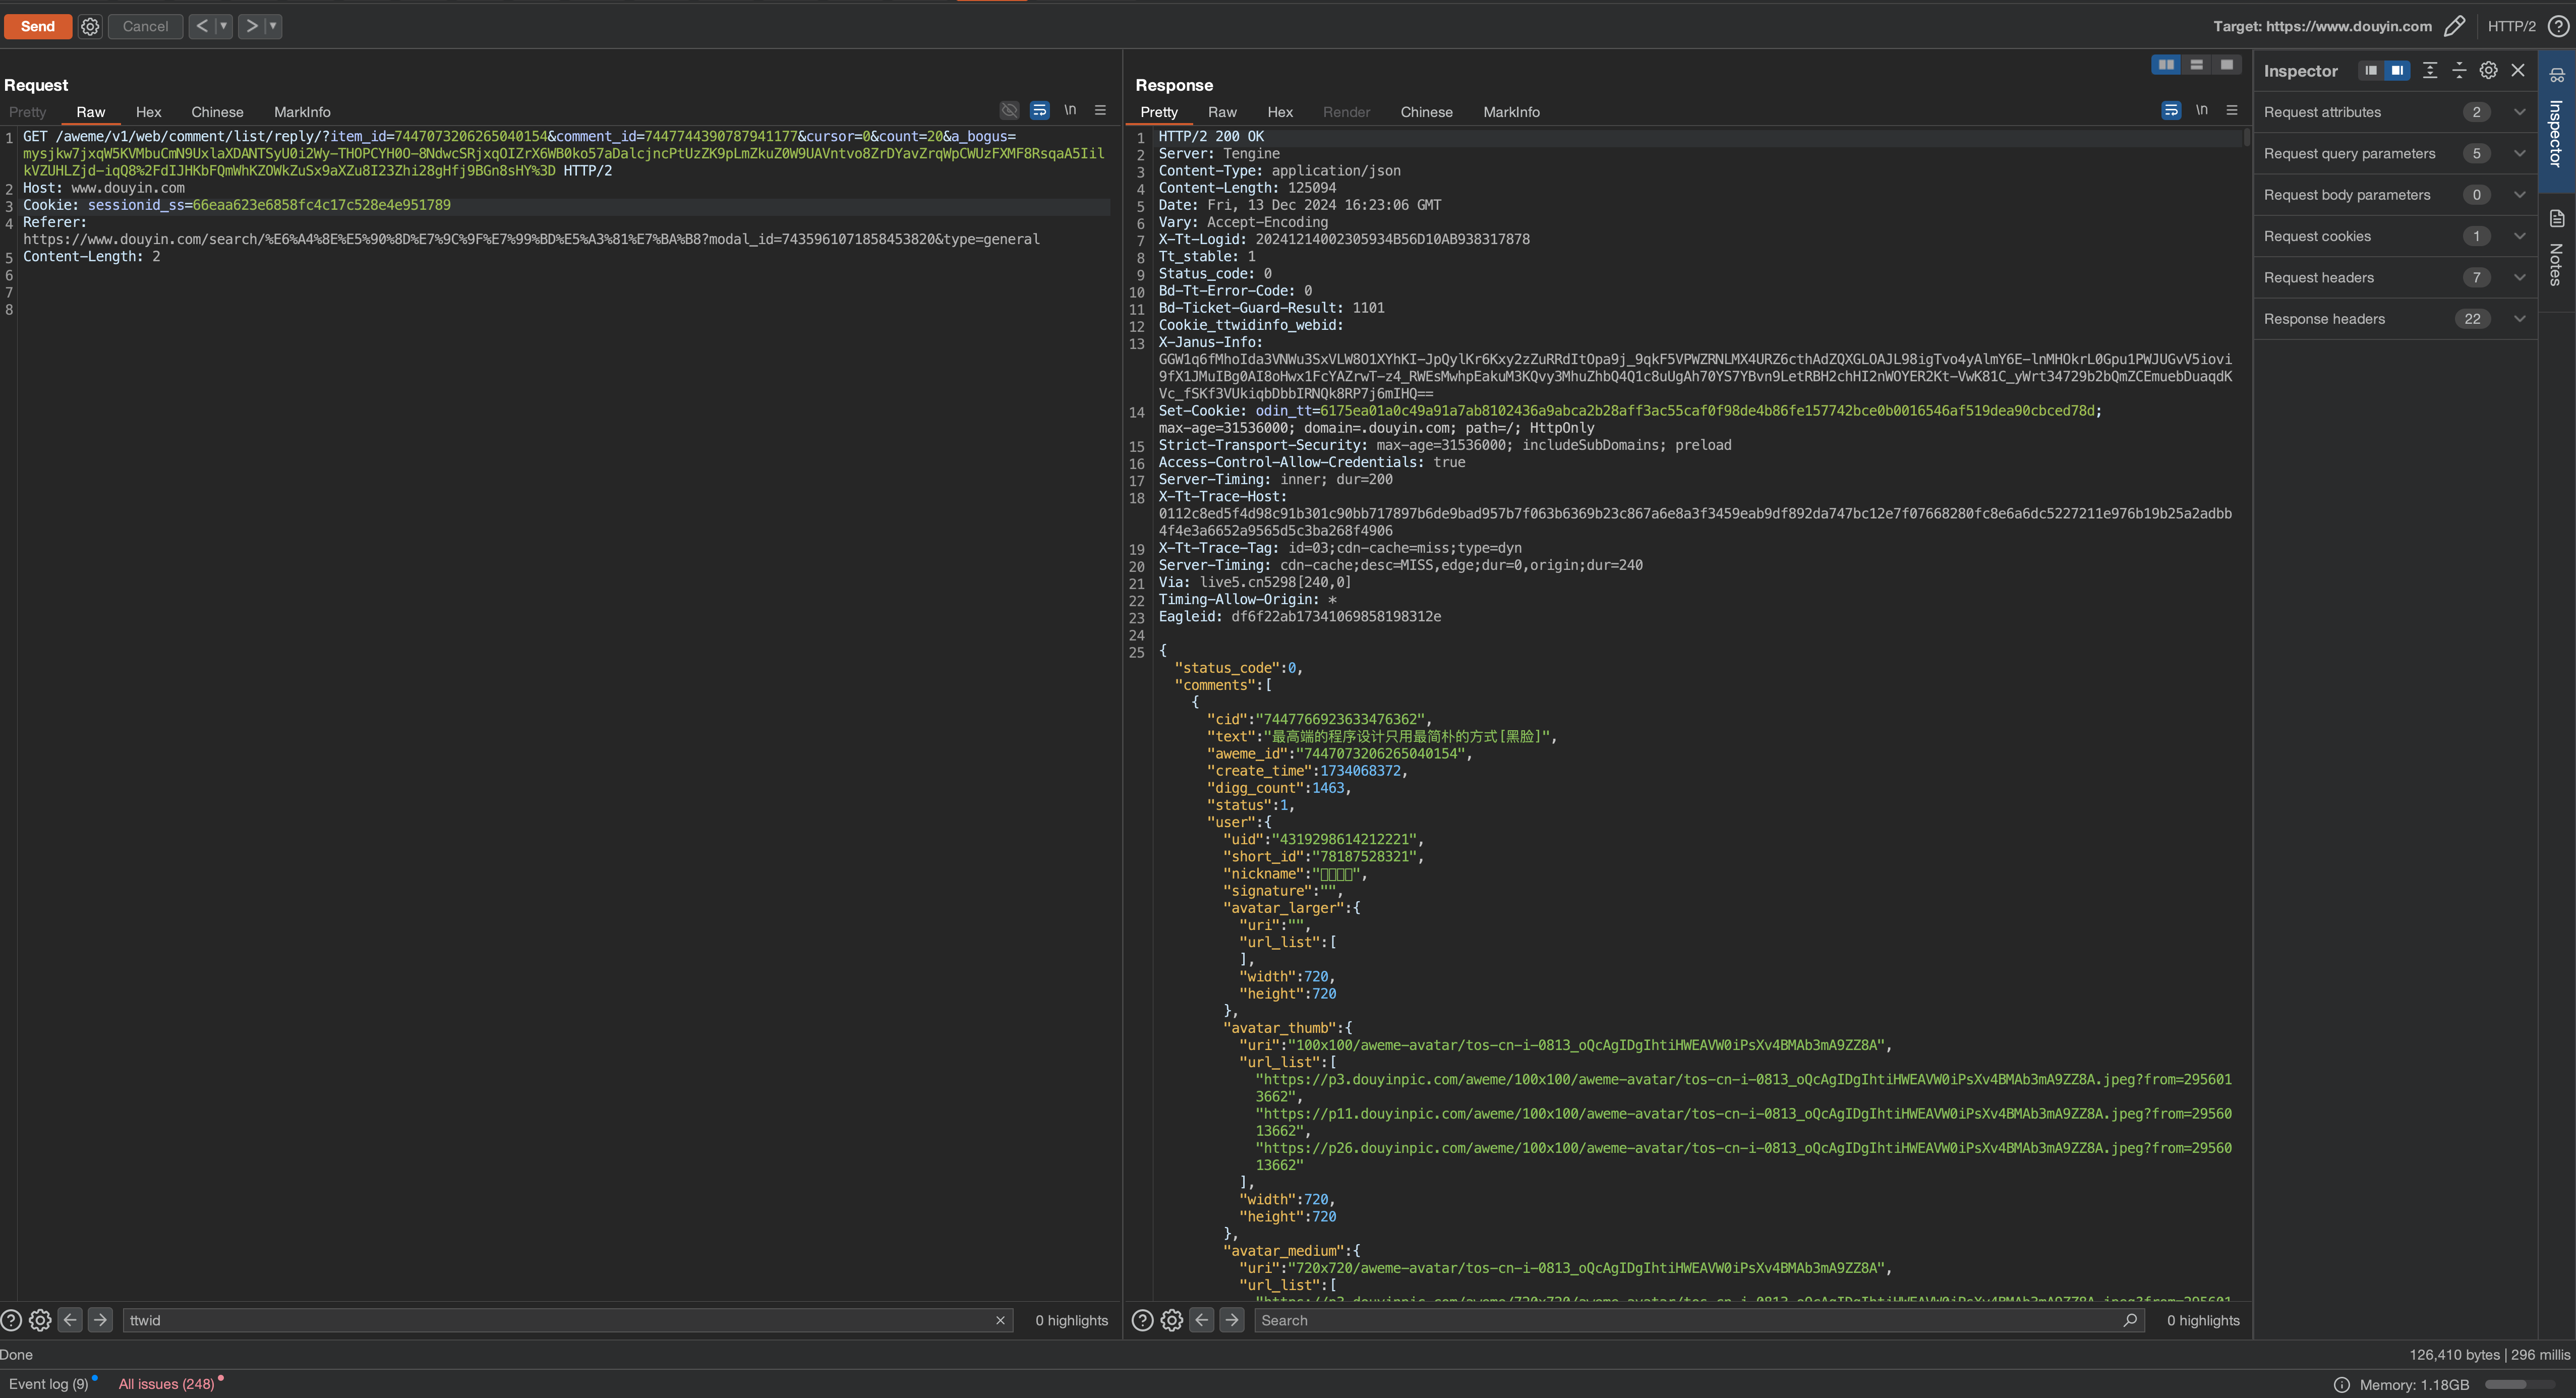 Send
Cancel
Target: https://www.douyin.com
HTTP/2
Request
Pretty Raw Hex Chinese MarkInfo
\n
1 GET /aweme/v1/web/comment/list/reply/?item_id=7447073206265040154&comment_id=7447744390787941177&cursor=0&count=20&a_bogus=
mysjkw7jxqW5KVMbuCmN9UxlaXDANTSyU0i2Wy-THOPCYH0O-8NdwcSRjxqOIZrX6WB0ko57aDalcjncPtUzZK9pLmZkuZ0W9UAVntvo8ZrDYavZrqWpCWUzFXMF8RsqaA5Iil
kVZUHLZjd-iqQ8%2FdIJHKbFQmWhKZOWkZuSx9aXZu8I23Zhi28gHfj9BGn8sHY%3D HTTP/2
2 Host: www.douyin.com
3 Cookie: sessionid_ss=66eaa623e6858fc4c17c528e4e951789
4 Referer:
https://www.douyin.com/search/%E6%A4%8E%E5%90%8D%E7%9C%9F%E7%99%BD%E5%A3%81%E7%BA%B8?modal_id=7435961071858453820&type=general
5 Content-Length: 2
6
7
8
Response
Pretty Raw Hex Render Chinese MarkInfo
\n
1 HTTP/2 200 OK
2 Server: Tengine
3 Content-Type: application/json
4 Content-Length: 125094
5 Date: Fri, 13 Dec 2024 16:23:06 GMT
6 Vary: Accept-Encoding
7 X-Tt-Logid: 20241214002305934B56D10AB938317878
8 Tt_stable: 1
9 Status_code: 0
10 Bd-Tt-Error-Code: 0
11 Bd-Ticket-Guard-Result: 1101
12 Cookie_ttwidinfo_webid:
13 X-Janus-Info:
GGW1q6fMhoIda3VNWu3SxVLW8O1XYhKI-JpQylKr6Kxy2zZuRRdItOpa9j_9qkF5VPWZRNLMX4URZ6cthAdZQXGLOAJL98igTvo4yAlmY6E-lnMHOkrL0Gpu1PWJUGvV5iovi
9fX1JMuIBg0AI8oHwx1FcYAZrwT-z4_RWEsMwhpEakuM3KQvy3MhuZhbQ4Q1c8uUgAh70YS7YBvn9LetRBH2chHI2nWOYER2Kt-VwK81C_yWrt34729b2bQmZCEmuebDuaqdK
Vc_fSKf3VUkiqbDbbIRNQk8RP7j6mIHQ==
14 Set-Cookie: odin_tt=6175ea01a0c49a91a7ab8102436a9abca2b28aff3ac55caf0f98de4b86fe157742bce0b0016546af519dea90cbced78d;
max-age=31536000; domain=.douyin.com; path=/; HttpOnly
15 Strict-Transport-Security: max-age=31536000; includeSubDomains; preload
16 Access-Control-Allow-Credentials: true
17 Server-Timing: inner; dur=200
18 X-Tt-Trace-Host:
0112c8ed5f4d98c91b301c90bb717897b6de9bad957b7f063b6369b23c867a6e8a3f3459eab9df892da747bc12e7f07668280fc8e6a6dc5227211e976b19b25a2adbb
4f4e3a6652a9565d5c3ba268f4906
19 X-Tt-Trace-Tag: id=03;cdn-cache=miss;type=dyn
20 Server-Timing: cdn-cache;desc=MISS,edge;dur=0,origin;dur=240
21 Via: live5.cn5298[240,0]
22 Timing-Allow-Origin: *
23 Eagleid: df6f22ab17341069858198312e
24
25 {
"status_code":0,
"comments":[
{
"cid":"7447766923633476362",
"text":"最高端的程序设计只用最简朴的方式[黑脸]",
"aweme_id":"7447073206265040154",
"create_time":1734068372,
"digg_count":1463,
"status":1,
"user":{
"uid":"4319298614212221",
"short_id":"78187528321",
"nickname":"▯▯▯▯",
"signature":"",
"avatar_larger":{
"uri":"",
"url_list":[
],
"width":720,
"height":720
},
"avatar_thumb":{
"uri":"100x100/aweme-avatar/tos-cn-i-0813_oQcAgIDgIhtiHWEAVW0iPsXv4BMAb3mA9ZZ8A",
"url_list":[
"https://p3.douyinpic.com/aweme/100x100/aweme-avatar/tos-cn-i-0813_oQcAgIDgIhtiHWEAVW0iPsXv4BMAb3mA9ZZ8A.jpeg?from=295601
3662",
"https://p11.douyinpic.com/aweme/100x100/aweme-avatar/tos-cn-i-0813_oQcAgIDgIhtiHWEAVW0iPsXv4BMAb3mA9ZZ8A.jpeg?from=29560
13662",
"https://p26.douyinpic.com/aweme/100x100/aweme-avatar/tos-cn-i-0813_oQcAgIDgIhtiHWEAVW0iPsXv4BMAb3mA9ZZ8A.jpeg?from=29560
13662"
],
"width":720,
"height":720
},
"avatar_medium":{
"uri":"720x720/aweme-avatar/tos-cn-i-0813_oQcAgIDgIhtiHWEAVW0iPsXv4BMAb3mA9ZZ8A",
"url_list":[
Inspector
Request attributes 2
Request query parameters 5
Request body parameters 0
Request cookies 1
Request headers 7
Response headers 22
Inspector
Notes
ttwid
0 highlights
Search
0 highlights
Done
126,410 bytes | 296 millis
Event log (9)
All issues (248)
Memory: 1.18GB